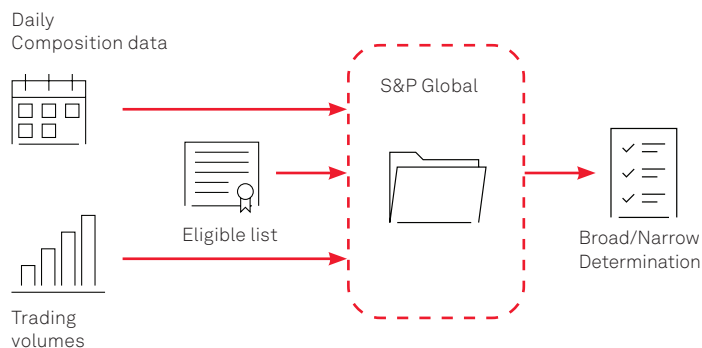 Daily
Composition data
S&P Global
Eligible list
Broad/Narrow
Determination
Trading
volumes